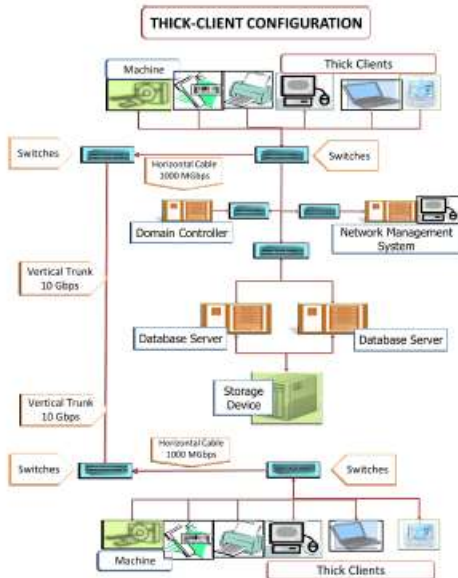 THICK-CLIENT CONFIGURATION
Machine
Thick Clients
Switches
Switches
Horizontal Cable
1000 MGbps
Domain Controller
Network Management
System
Vertical Trunk
10 Gbps
Database Server
Database Server
Storage
Device
Vertical Trunk
10 Gbps
Horizontal Cable
1000 MGbps
Switches
Switches
Machine
Thick Clients